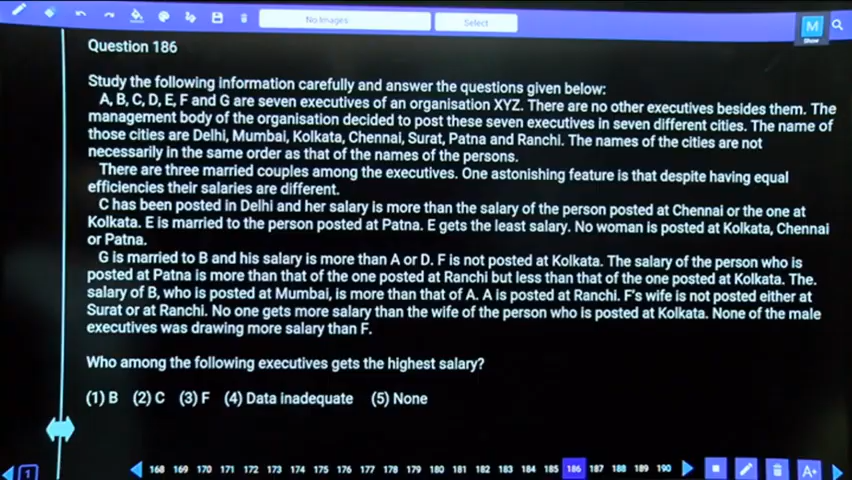 No Images
Select
M
Show
Question 186
Study the following information carefully and answer the questions given below:
A, B, C, D, E, F and G are seven executives of an organisation XYZ. There are no other executives besides them. The
management body of the organisation decided to post these seven executives in seven different cities. The name of
those cities are Delhi, Mumbai, Kolkata, Chennai, Surat, Patna and Ranchi. The names of the cities are not
necessarily in the same order as that of the names of the persons.
There are three married couples among the executives. One astonishing feature is that despite having equal
efficiencies their salaries are different.
C has been posted in Delhi and her salary is more than the salary of the person posted at Chennai or the one at
Kolkata. E is married to the person posted at Patna. E gets the least salary. No woman is posted at Kolkata, Chennai
or Patna.
G is married to B and his salary is more than A or D. F is not posted at Kolkata. The salary of the person who is
posted at Patna is more than that of the one posted at Ranchi but less than that of the one posted at Kolkata. The.
salary of B, who is posted at Mumbai, is more than that of A. A is posted at Ranchi. F's wife is not posted either at
Surat or at Ranchi. No one gets more salary than the wife of the person who is posted at Kolkata. None of the male
executives was drawing more salary than F.
Who among the following executives gets the highest salary?
(1) B (2) C (3) F (4) Data inadequate (5) None
1 168 169 170 171 172 173 174 175 176 177 178 179 180 181 182 183 184 185 186 187 188 189 190 A+